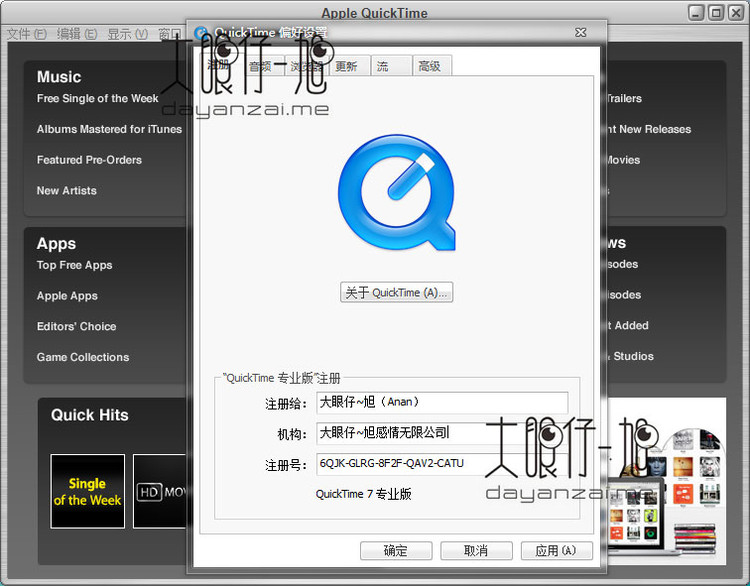 Apple QuickTime
文件(F) 编辑(E) 显示(V) 窗口
QuickTime 偏好设置
注册 音频 浏览器 更新 流 高级
大眼仔~旭
dayanzai.me
Music
Free Single of the Week
Albums Mastered for iTunes
Featured Pre-Orders
New Artists
Trailers
nt New Releases
Movies
Apps
Top Free Apps
Apple Apps
Editors' Choice
Game Collections
ws
isodes
isodes
t Added
& Studios
关于 QuickTime (A)...
"QuickTime 专业版"注册
注册给: 大眼仔~旭（Anan）
机构: 大眼仔~旭感情无限公司
注册号: 6QJK-GLRG-8F2F-QAV2-CATU
QuickTime 7 专业版
Quick Hits
Single
of the Week
HD MOV
大眼仔~旭
dayanzai.me
确定 取消 应用(A)